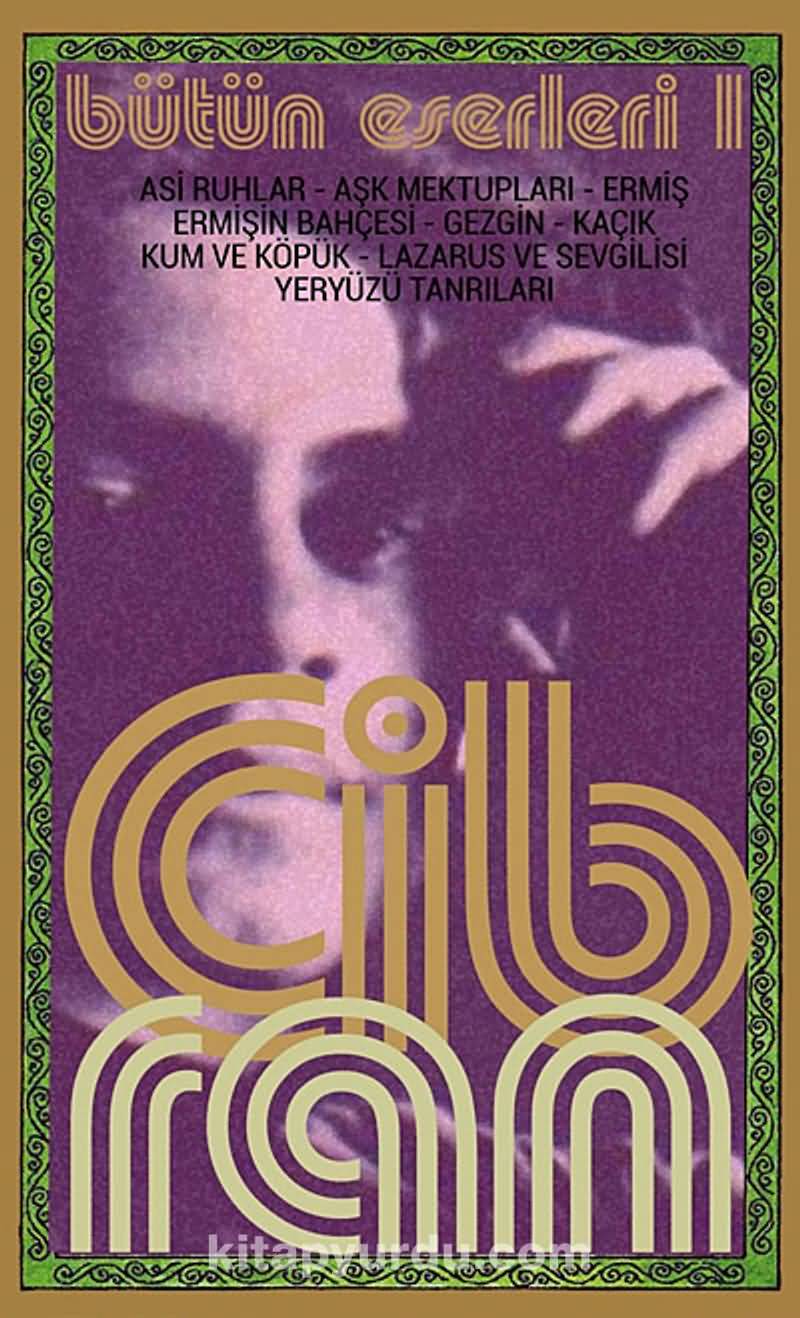 bütün eserleri II
ASİ RUHLAR - AŞK MEKTUPLARI - ERMİŞ
ERMİŞİN BAHÇESİ - GEZGİN - KAÇIK
KUM VE KÖPÜK - LAZARUS VE SEVGİLİSİ
YERYÜZÜ TANRILARI
cib
ran
kitapyurdu.com